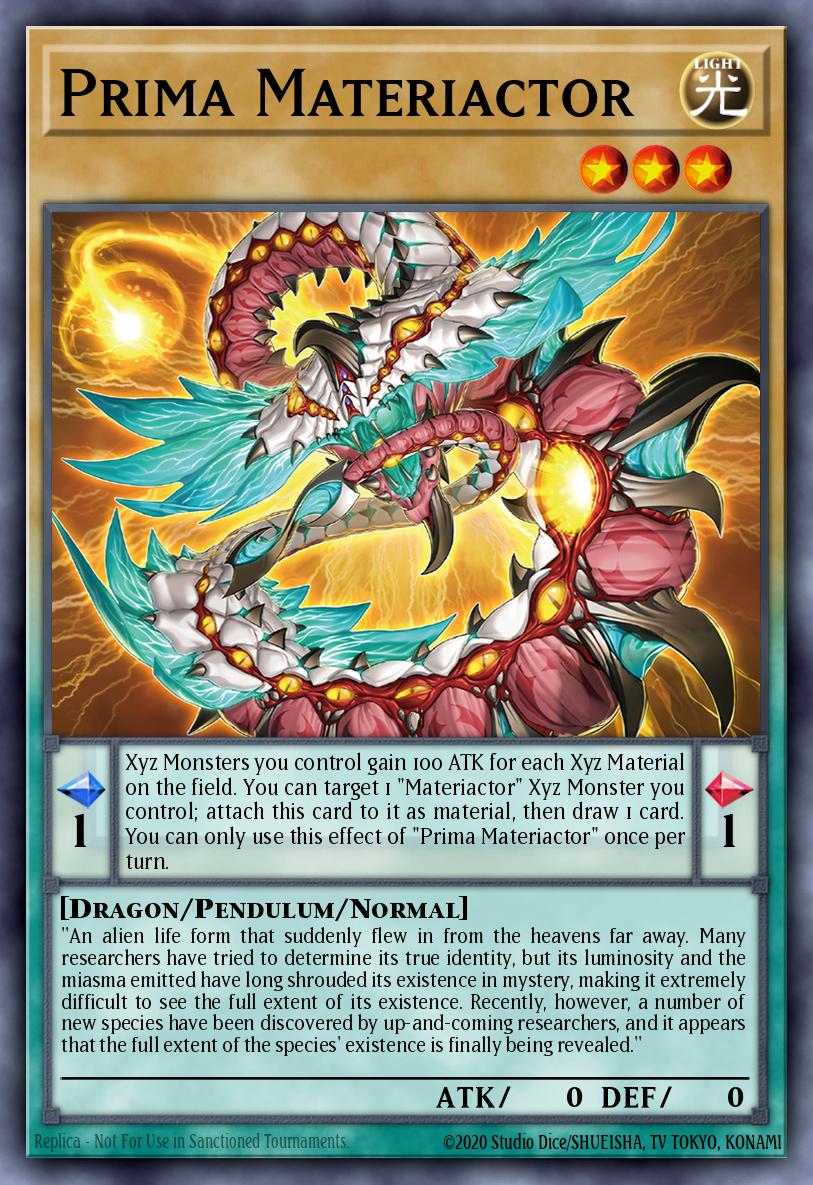 Prima Materiactor
LIGHT
光
Xyz Monsters you control gain 100 ATK for each Xyz Material
on the field. You can target 1 "Materiactor" Xyz Monster you
control; attach this card to it as material, then draw 1 card.
You can only use this effect of "Prima Materiactor" once per
turn.
1
1
[Dragon/Pendulum/Normal]
"An alien life form that suddenly flew in from the heavens far away. Many
researchers have tried to determine its true identity, but its luminosity and the
miasma emitted have long shrouded its existence in mystery, making it extremely
difficult to see the full extent of its existence. Recently, however, a number of
new species have been discovered by up-and-coming researchers, and it appears
that the full extent of the species' existence is finally being revealed."
ATK/ 0 DEF/ 0
Replica - Not For Use in Sanctioned Tournaments.
©2020 Studio Dice/SHUEISHA, TV TOKYO, KONAMI